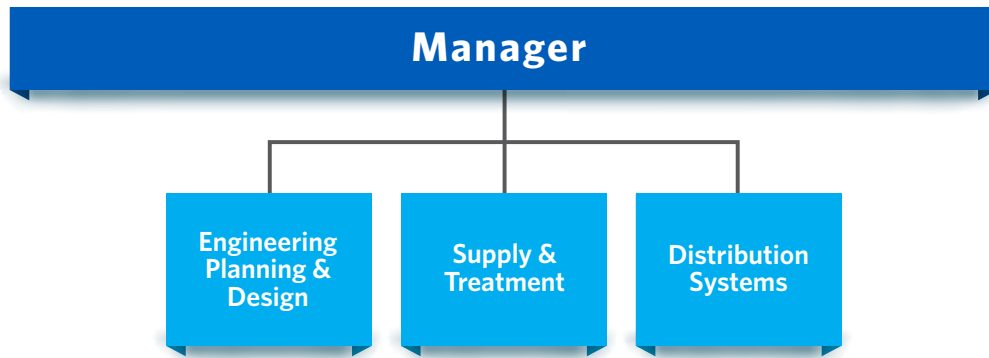 Manager
Engineering
Planning &
Design
Supply &
Treatment
Distribution
Systems